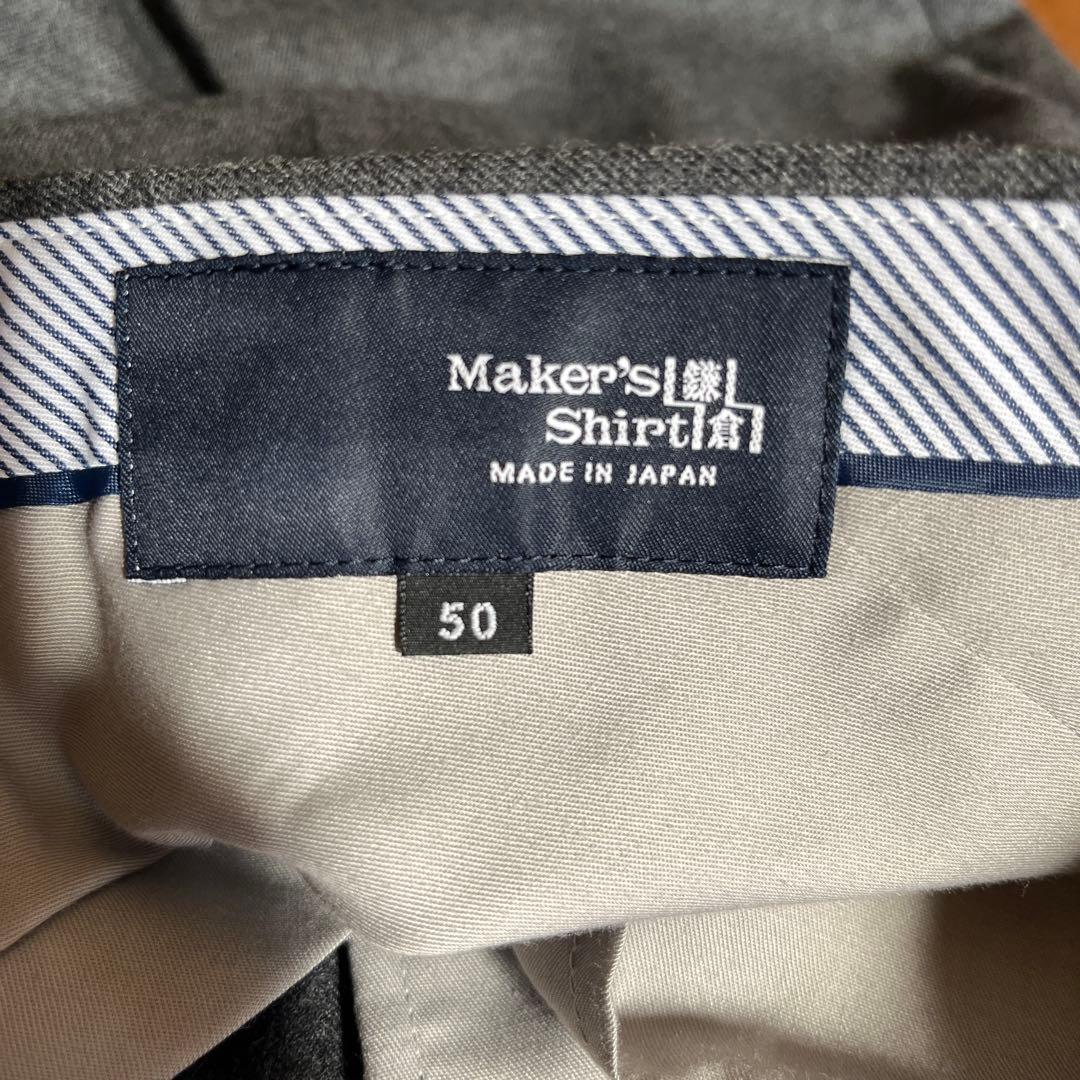 Maker's 鎌
Shirt 倉
MADE IN JAPAN
50